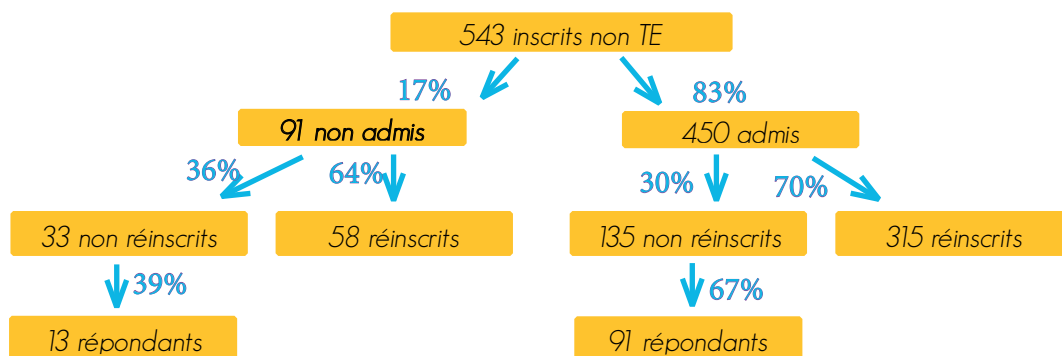 543 inscrits non TE
17%
83%
91 non admis
450 admis
36%
64%
30%
70%
33 non réinscrits
58 réinscrits
135 non réinscrits
315 réinscrits
39%
67%
13 répondants
91 répondants